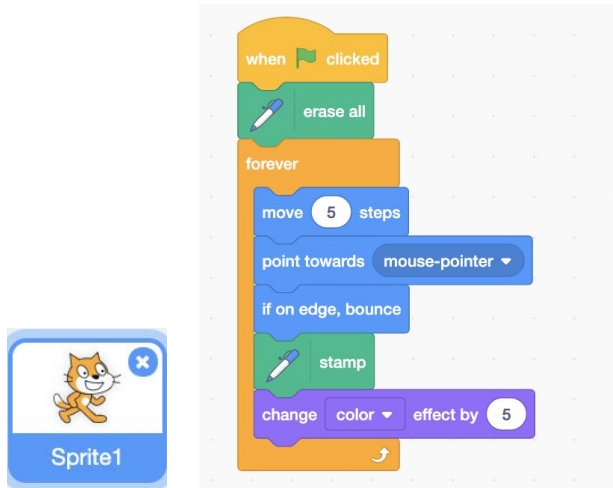 when clicked
erase all
forever
move 5 steps
point towards mouse-pointer
if on edge, bounce
stamp
change color effect by 5
Sprite1